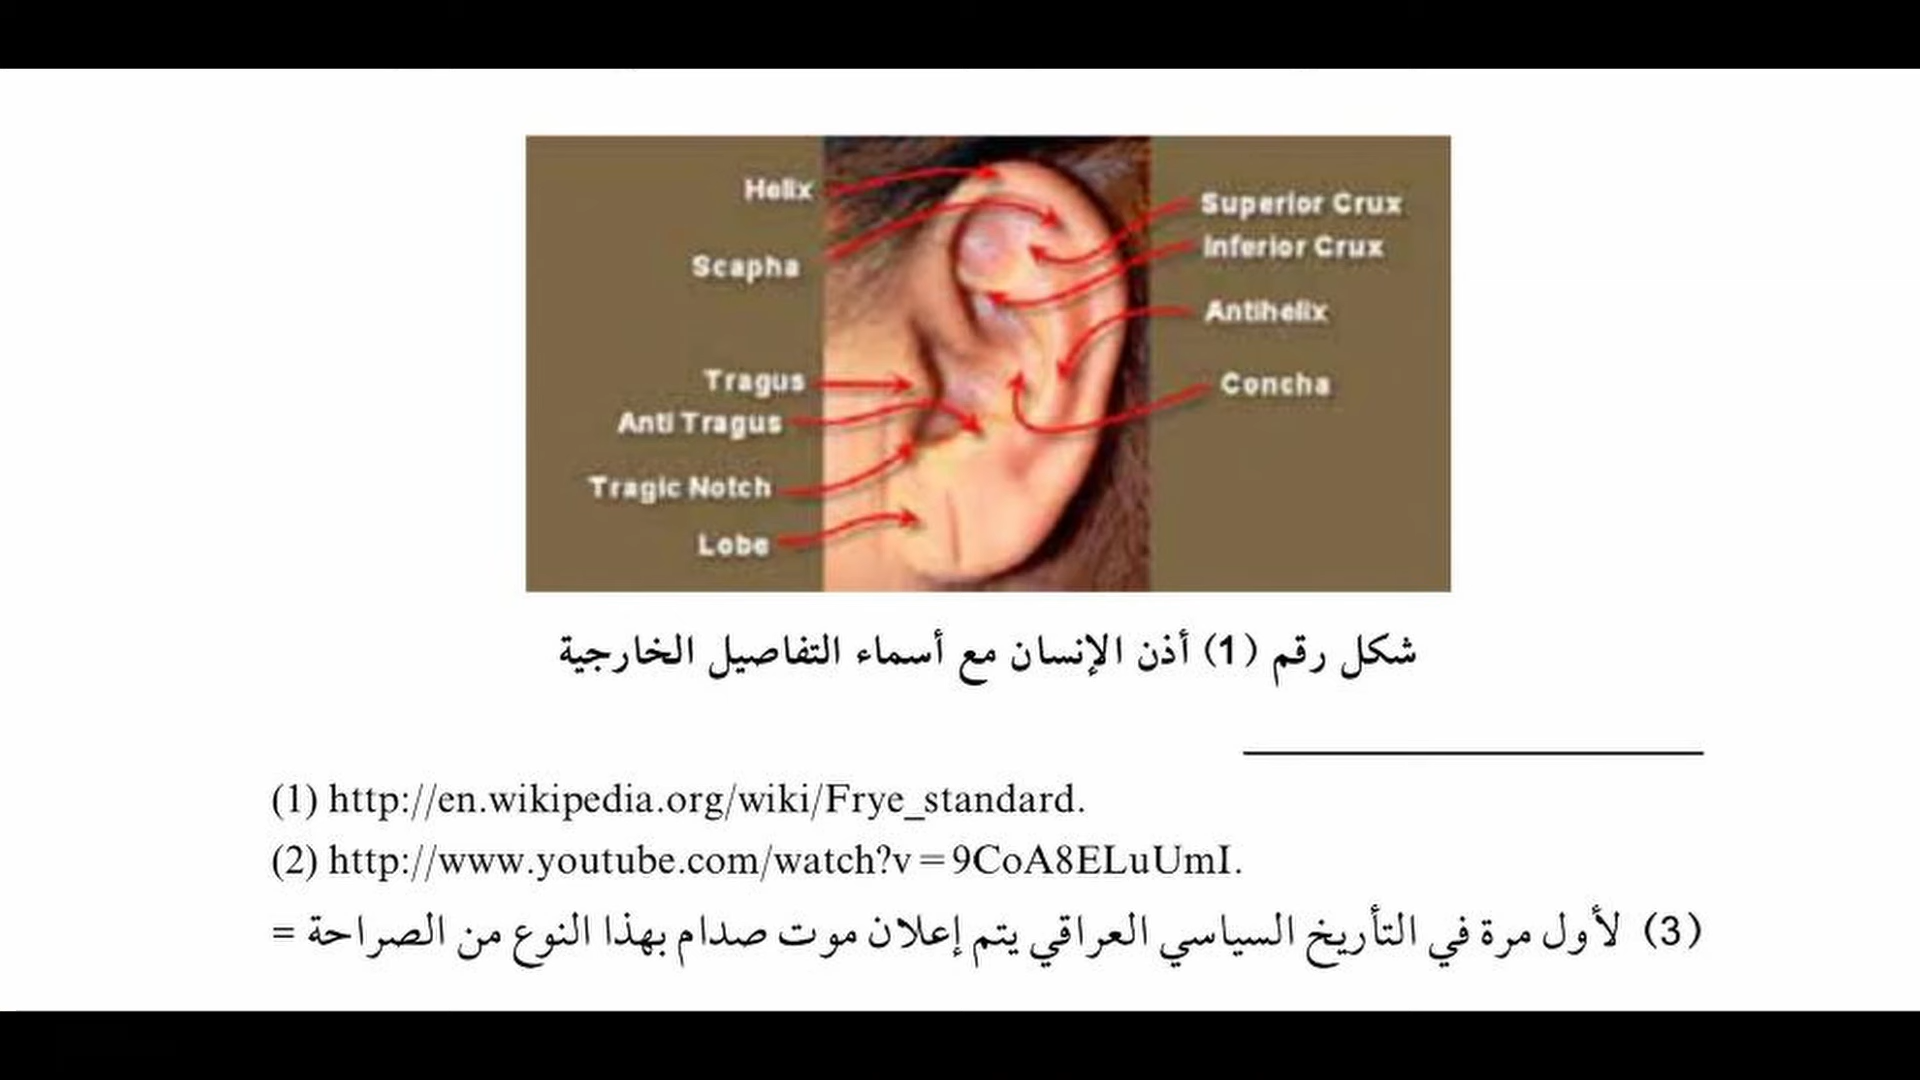 Helix
Scapha
Tragus
Anti Tragus
Tragic Notch
Lobe
Superior Crux
Inferior Crux
Antihelix
Concha
شكل رقم (1) أذن الإنسان مع أسماء التفاصيل الخارجية
(1) http://en.wikipedia.org/wiki/Frye_standard.
(2) http://www.youtube.com/watch?v=9CoA8ELuUmI.
(3) لأول مرة في التأريخ السياسي العراقي يتم إعلان موت صدام بهذا النوع من الصراحة =